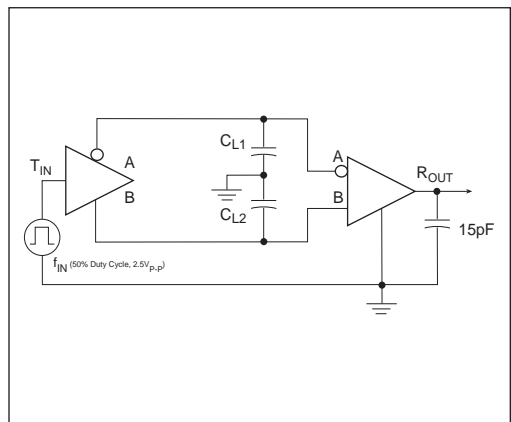 C_L1
A
T_IN
A
R_OUT
B
B
C_L2
15pF
f_IN (50% Duty Cycle, 2.5V_P-P)